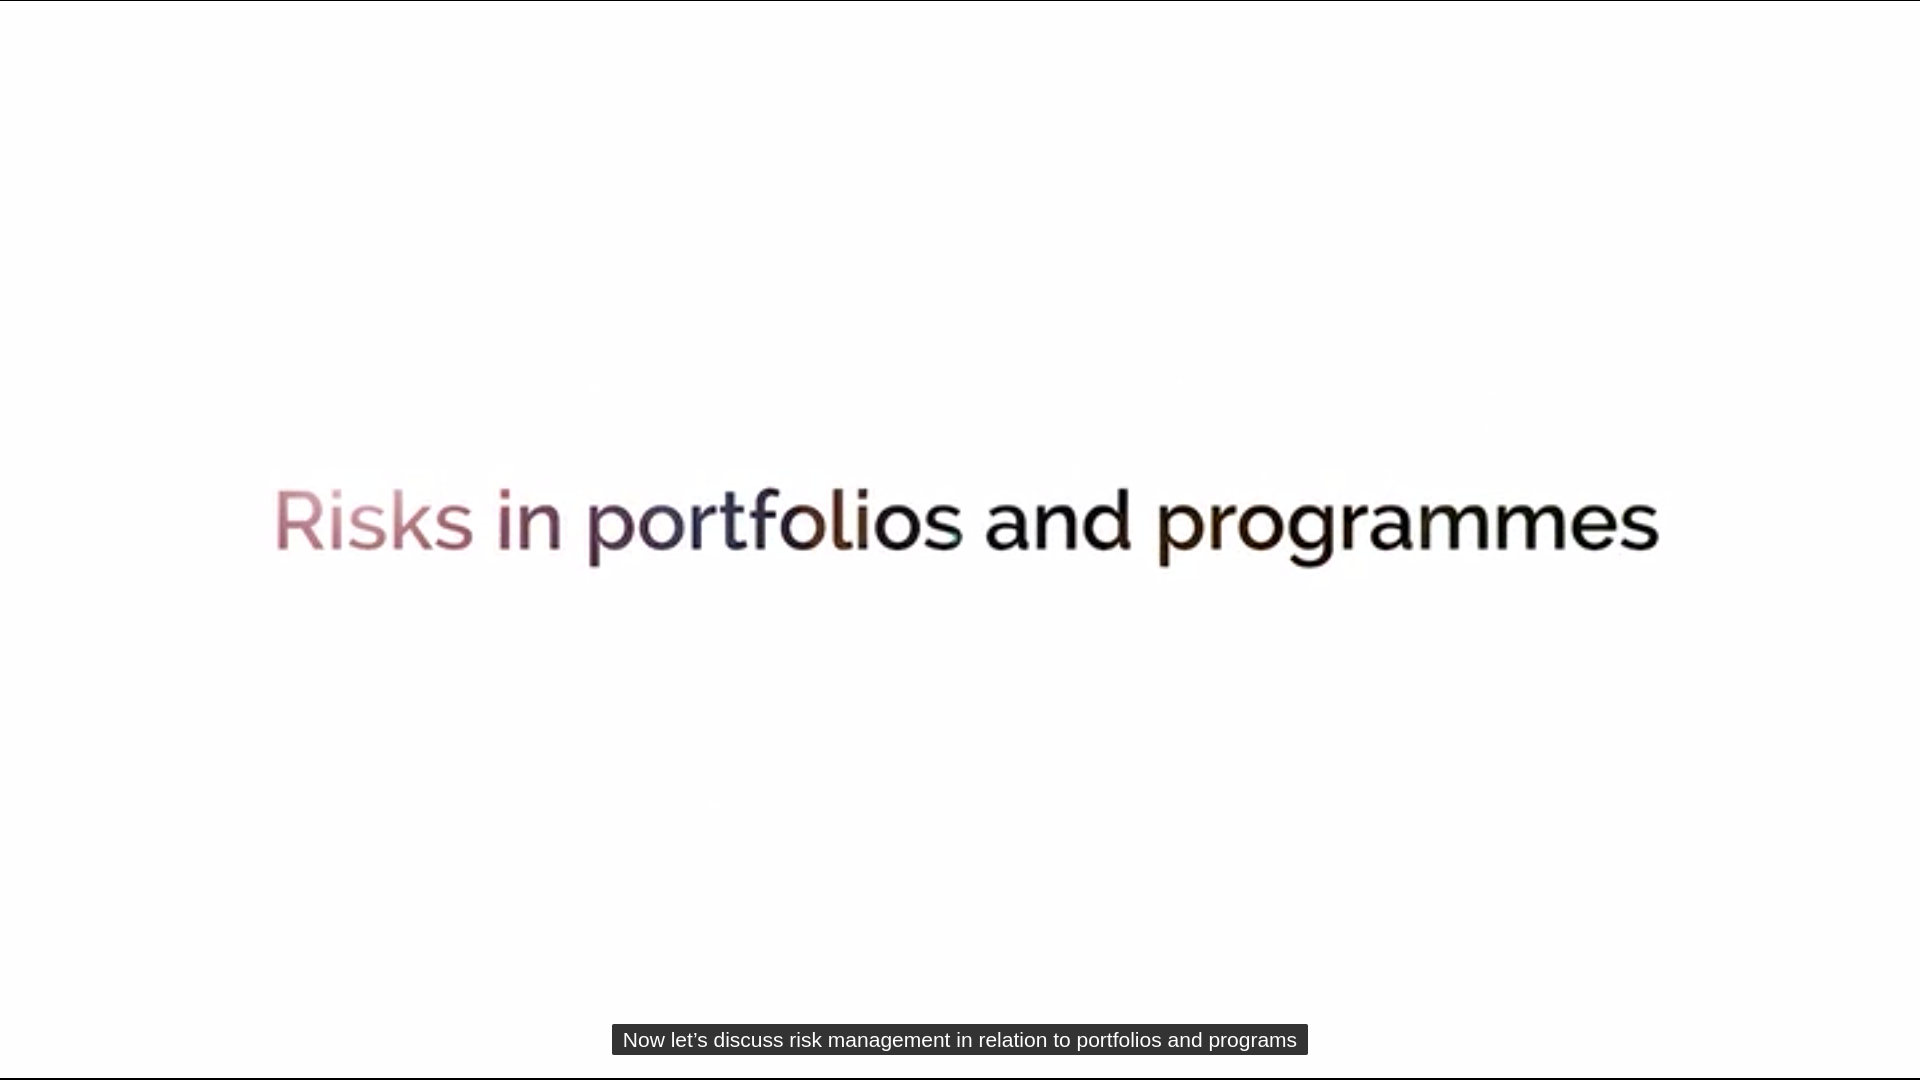 Risks in portfolios and programmes
Now let’s discuss risk management in relation to portfolios and programs